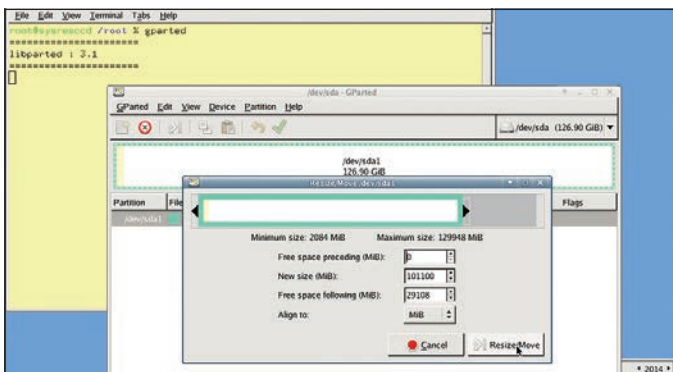 File Edit View Terminal Tabs Help
root@sysresccd /root % gparted
========================
libparted : 3.1
========================
/dev/sda - GParted
GParted Edit View Device Partition Help
/dev/sda (126.90 GiB)
/dev/sda1
126.90 GiB
Resize/Move /dev/sda1
Partition File Flags
/dev/sda1
Minimum size: 2084 MiB Maximum size: 129948 MiB
Free space preceding (MiB): 0
New size (MiB): 101100
Free space following (MiB): 29108
Align to: MiB
Cancel Resize/Move
2014